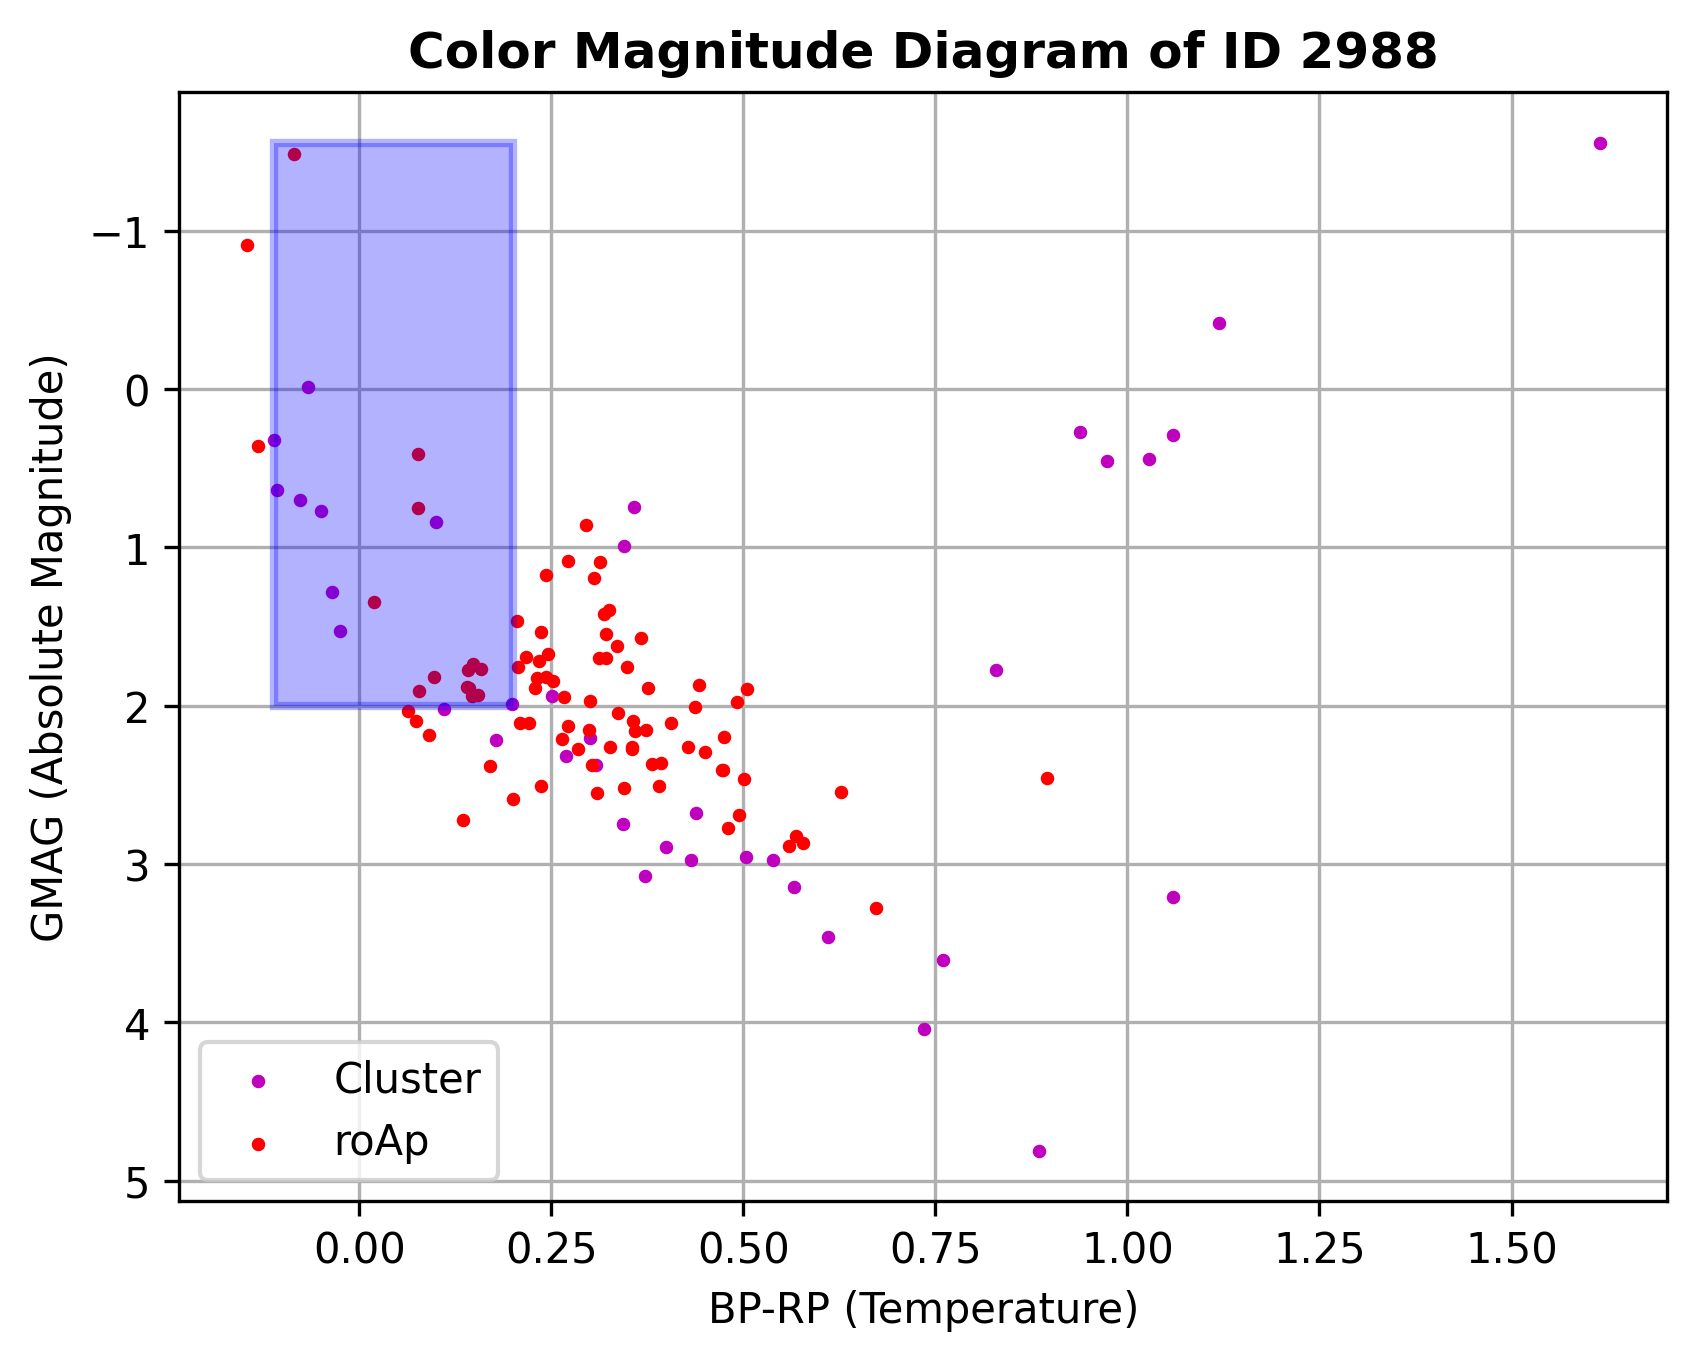 Color Magnitude Diagram of ID 2988
GMAG (Absolute Magnitude)
−1
0
1
2
3
4
5
Cluster
roAp
0.00 0.25 0.50 0.75 1.00 1.25 1.50
BP-RP (Temperature)